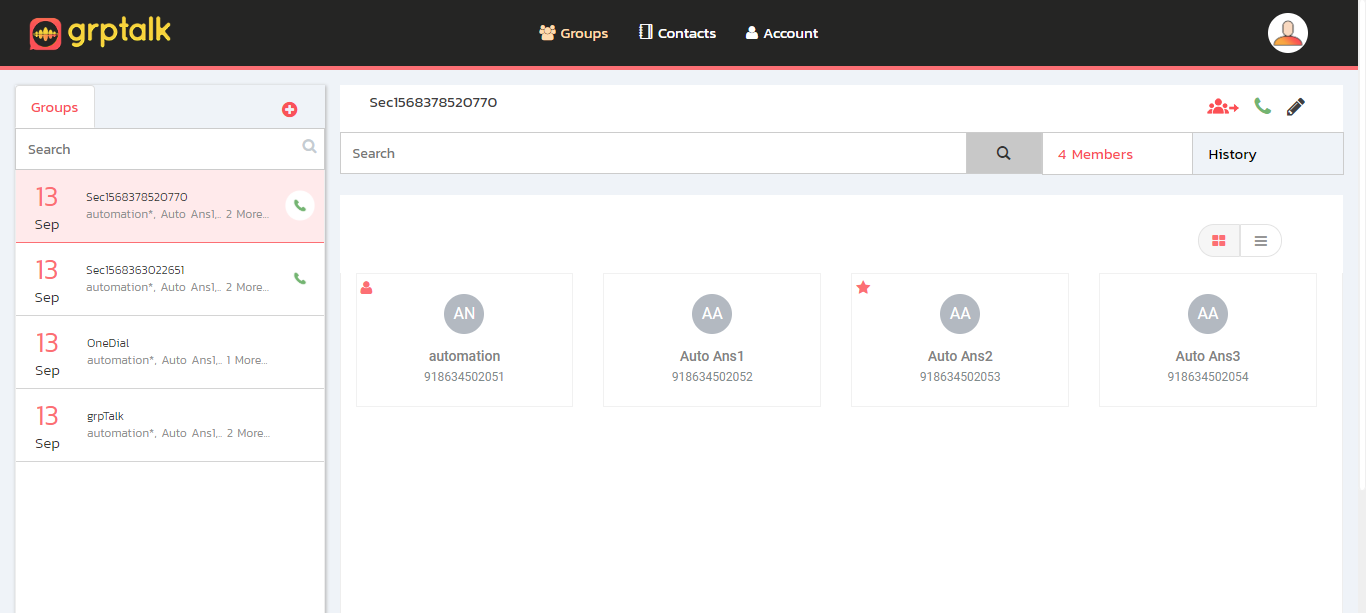 grptalk
Groups
Contacts
Account
Groups
Search
13
Sep
Sec1568378520770
automation*, Auto Ans1,.. 2 More...
13
Sep
Sec1568363022651
automation*, Auto Ans1,.. 2 More...
13
Sep
OneDial
automation*, Auto Ans1,.. 1 More...
13
Sep
grpTalk
automation*, Auto Ans1,.. 2 More...
Sec1568378520770
Search
4 Members
History
AN
automation
918634502051
AA
Auto Ans1
918634502052
AA
Auto Ans2
918634502053
AA
Auto Ans3
918634502054